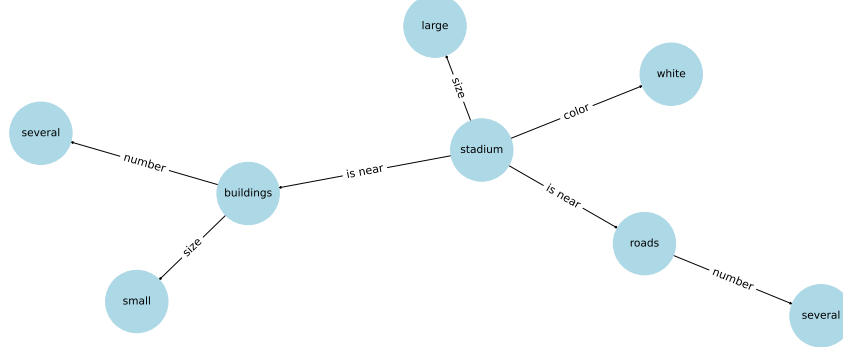 large
white
size
color
several
stadium
number
is near
buildings
is near
size
roads
number
small
several